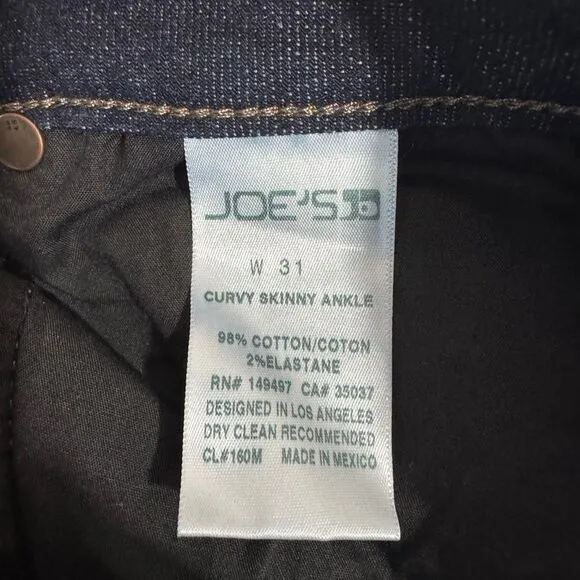 JOE'S
W 31
CURVY SKINNY ANKLE
98% COTTON/COTON
2%ELASTANE
RN# 149497 CA# 35037
DESIGNED IN LOS ANGELES
DRY CLEAN RECOMMENDED
CL#160M MADE IN MEXICO